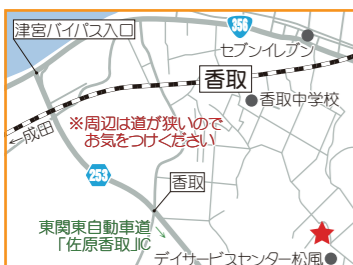 津宮バイパス入口
356
セブンイレブン
香取
香取中学校
※周辺は道が狭いので
お気をつけください
←成田
253
香取
東関東自動車道
「佐原香取」IC
デイサービスセンター松風